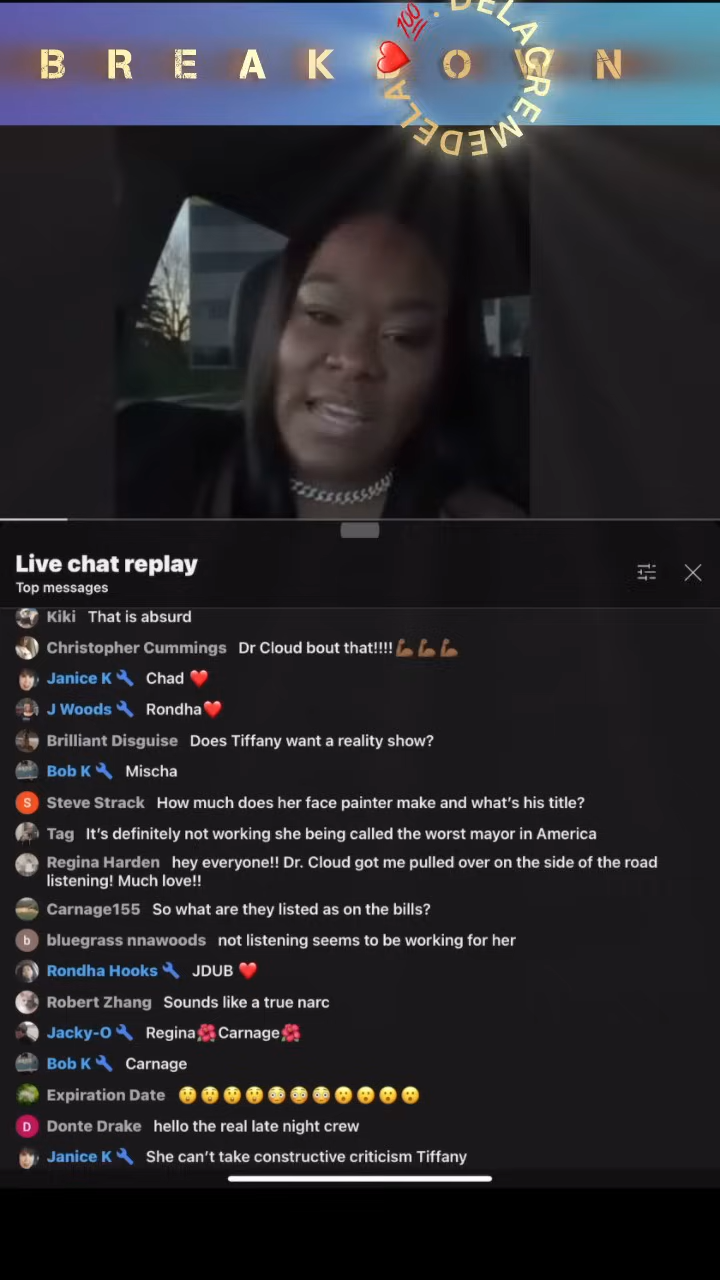 BREAKDOWN
💯. DELACREMEDELA ❤️
Live chat replay
Top messages
Kiki That is absurd
Christopher Cummings Dr Cloud bout that!!!!💪🏾💪🏾💪🏾
Janice K🔧 Chad ❤️
J Woods🔧 Rondha❤️
Brilliant Disguise Does Tiffany want a reality show?
Bob K🔧 Mischa
S Steve Strack How much does her face painter make and what’s his title?
Tag It’s definitely not working she being called the worst mayor in America
Regina Harden hey everyone!! Dr. Cloud got me pulled over on the side of the road
listening! Much love!!
Carnage155 So what are they listed as on the bills?
b bluegrass nnawoods not listening seems to be working for her
Rondha Hooks🔧 JDUB ❤️
Robert Zhang Sounds like a true narc
Jacky-O🔧 Regina🌺Carnage🌺
Bob K🔧 Carnage
Expiration Date 😲😲😲😲😳😳😳😮😮😮😮
D Donte Drake hello the real late night crew
Janice K🔧 She can’t take constructive criticism Tiffany